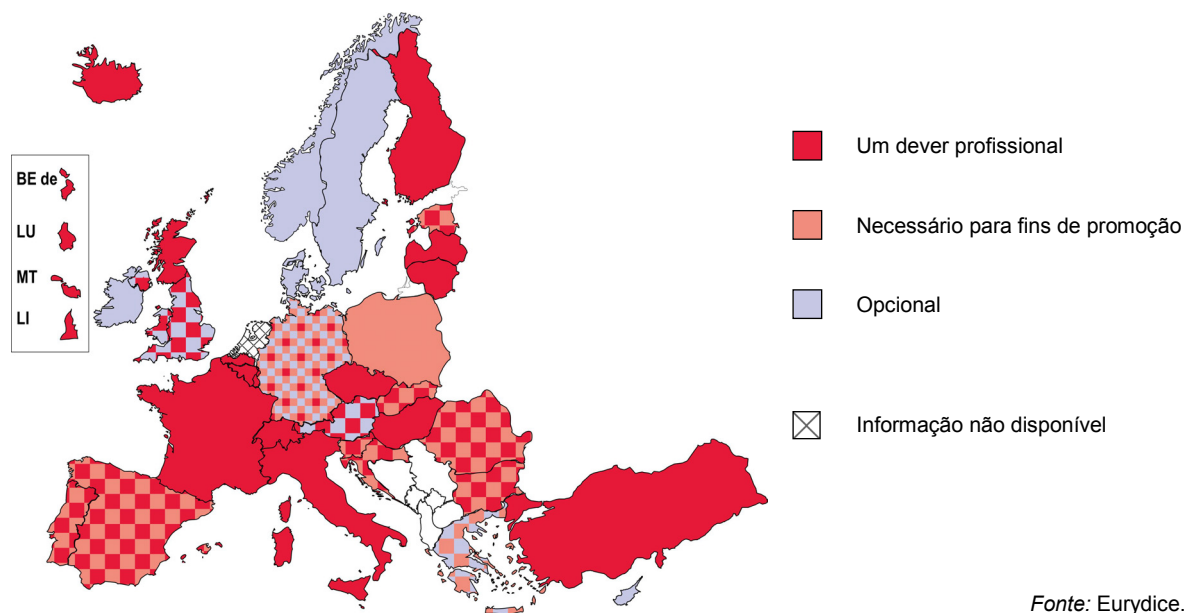 BE de
LU
MT
LI
Um dever profissional
Necessário para fins de promoção
Opcional
Informação não disponível
Fonte: Eurydice.